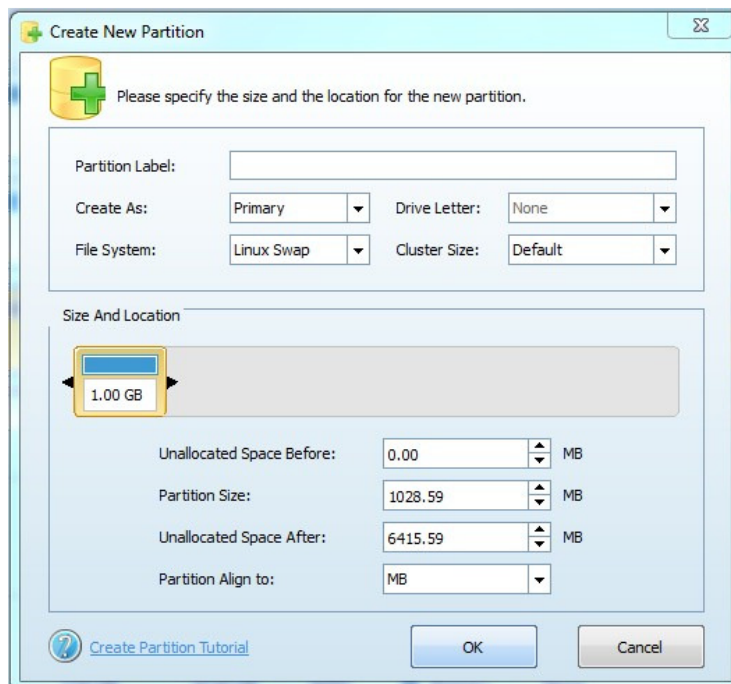 Create New Partition
Please specify the size and the location for the new partition.
Partition Label:
Create As: Primary Drive Letter: None
File System: Linux Swap Cluster Size: Default
Size And Location
1.00 GB
Unallocated Space Before: 0.00 MB
Partition Size: 1028.59 MB
Unallocated Space After: 6415.59 MB
Partition Align to: MB
Create Partition Tutorial OK Cancel